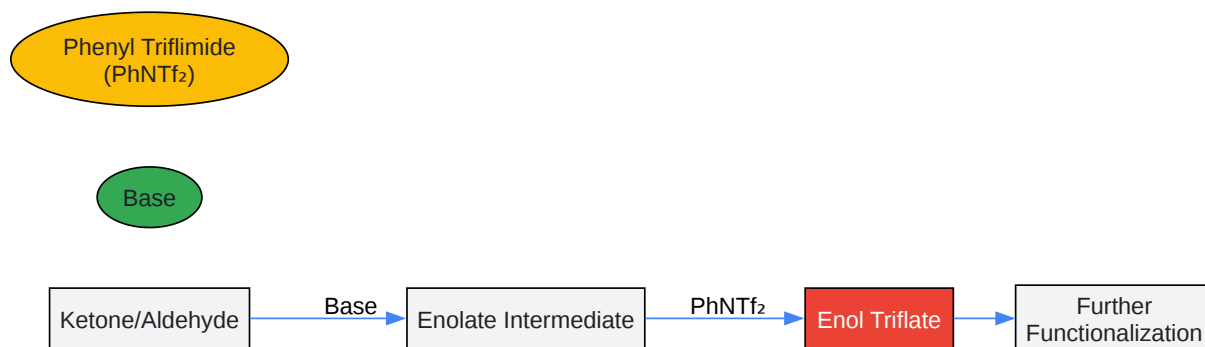 Phenyl Triflimide
(PhNTf₂)
Base
Ketone/Aldehyde
Base
Enolate Intermediate
PhNTf₂
Enol Triflate
Further
Functionalization